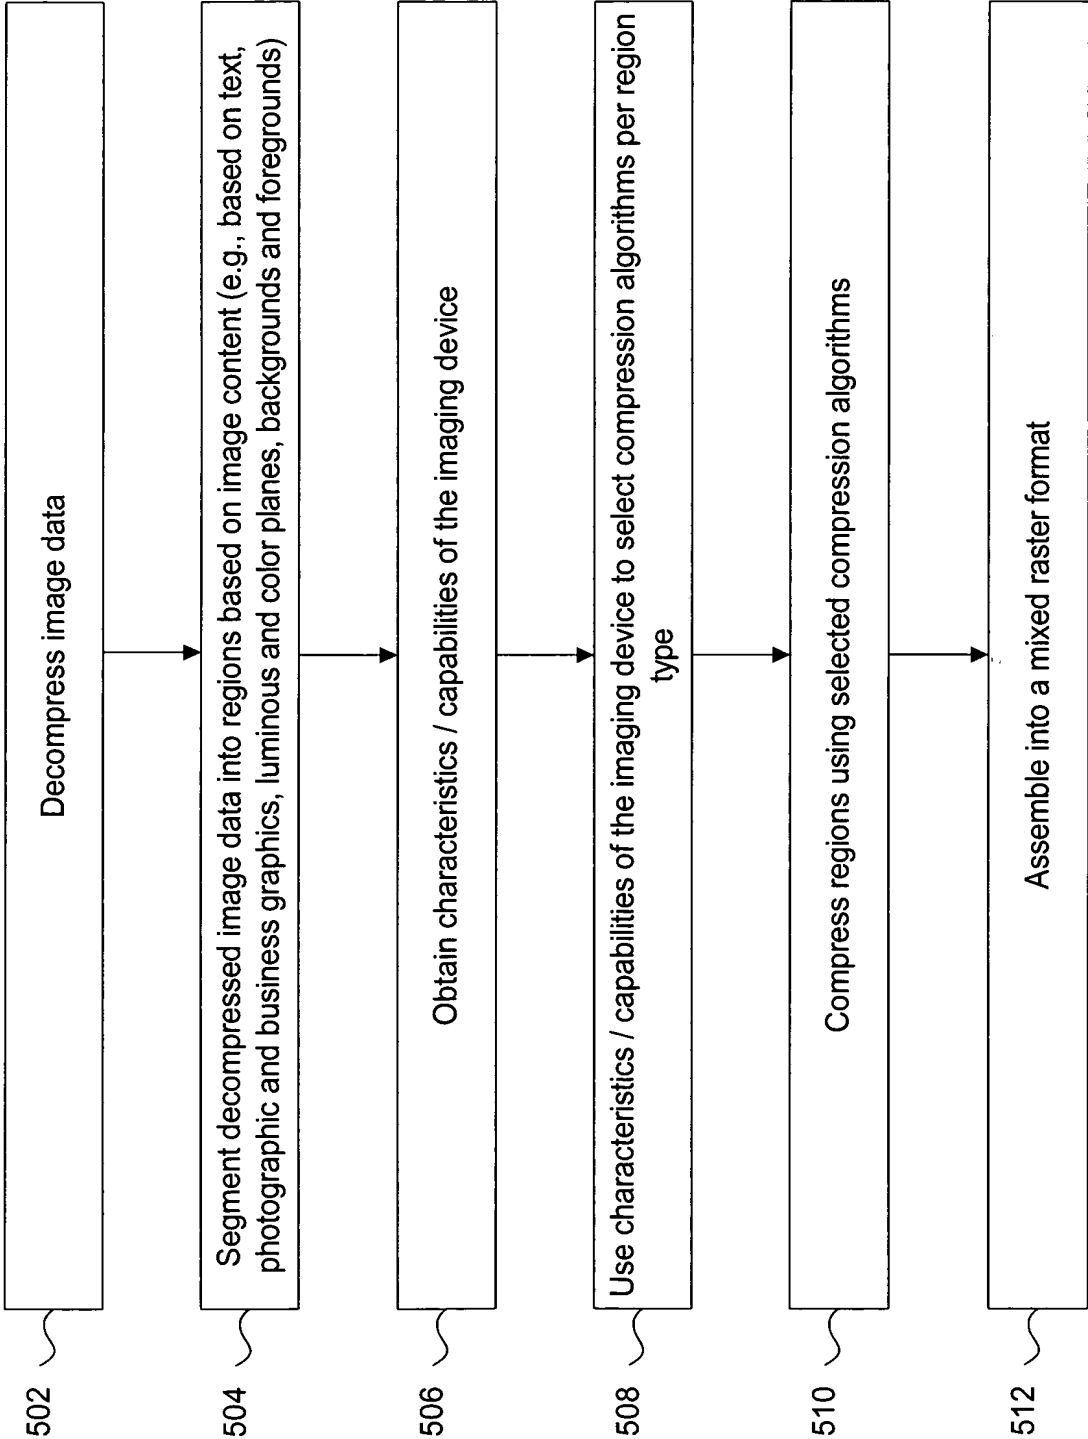 502
Decompress image data
504
Segment decompressed image data into regions based on image content (e.g., based on text,
photographic and business graphics, luminous and color planes, backgrounds and foregrounds)
506
Obtain characteristics / capabilities of the imaging device
508
Use characteristics / capabilities of the imaging device to select compression algorithms per region
type
510
Compress regions using selected compression algorithms
512
Assemble into a mixed raster format